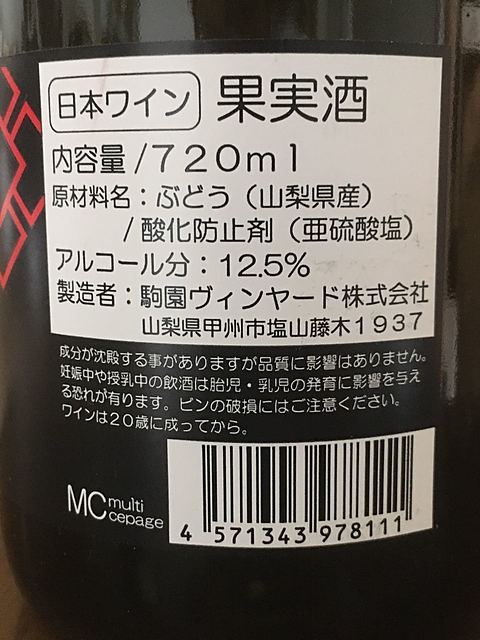 日本ワイン 果実酒
内容量/720ml
原材料名：ぶどう（山梨県産）
/酸化防止剤（亜硫酸塩）
アルコール分：12.5%
製造者：駒園ヴィンヤード株式会社
山梨県甲州市塩山藤木1937
成分が沈殿する事がありますが品質に影響はありません。
妊娠中や授乳中の飲酒は胎児・乳児の発育に影響を与え
る恐れが有ります。ビンの破損にはご注意ください。
ワインは20歳に成ってから。
MC multi
cepage
4 571343 978111